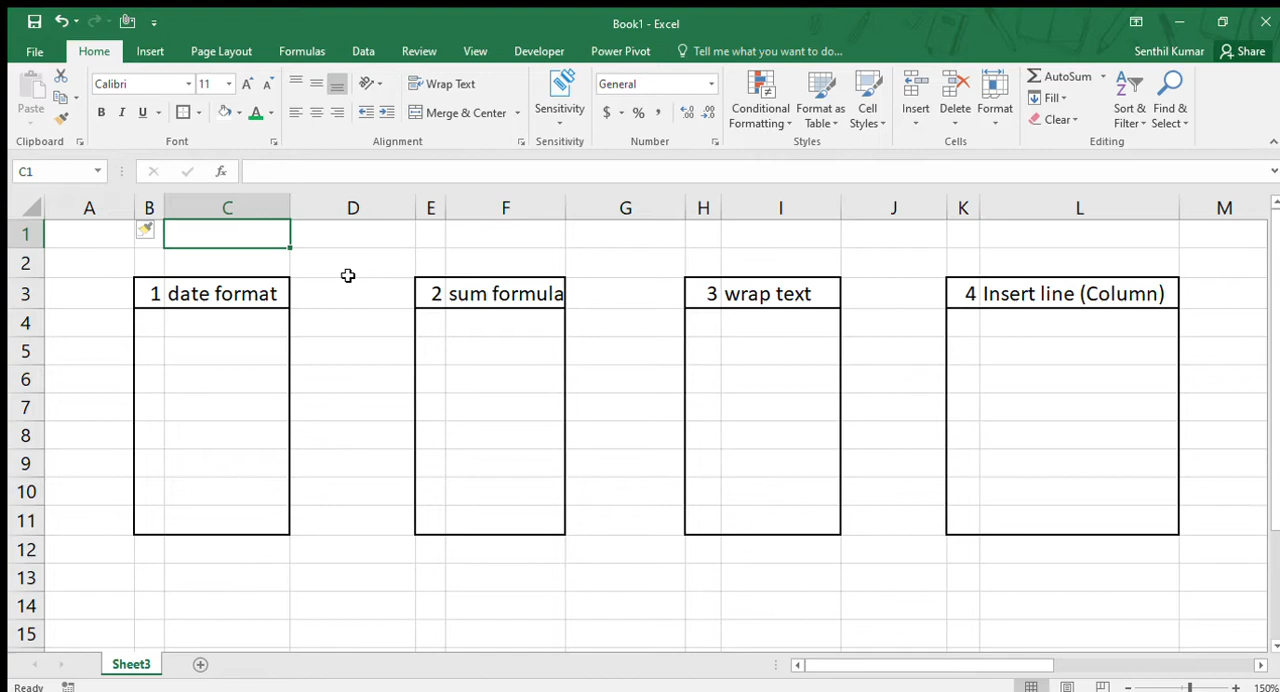 Book1 - Excel
File Home Insert Page Layout Formulas Data Review View Developer Power Pivot Tell me what you want to do... Senthil Kumar Share
Paste
Calibri 11
B I U A
Wrap Text
Merge & Center
Sensitivity
General
$ % ,
Conditional Formatting
Format as Table
Cell Styles
Insert Delete Format
AutoSum
Fill
Clear
Sort & Filter
Find & Select
Clipboard Font Alignment Sensitivity Number Styles Cells Editing
C1 fx
A B C D E F G H I J K L M
1
2
3 1 date format 2 sum formula 3 wrap text 4 Insert line (Column)
4
5
6
7
8
9
10
11
12
13
14
15
Sheet3
Ready 150%